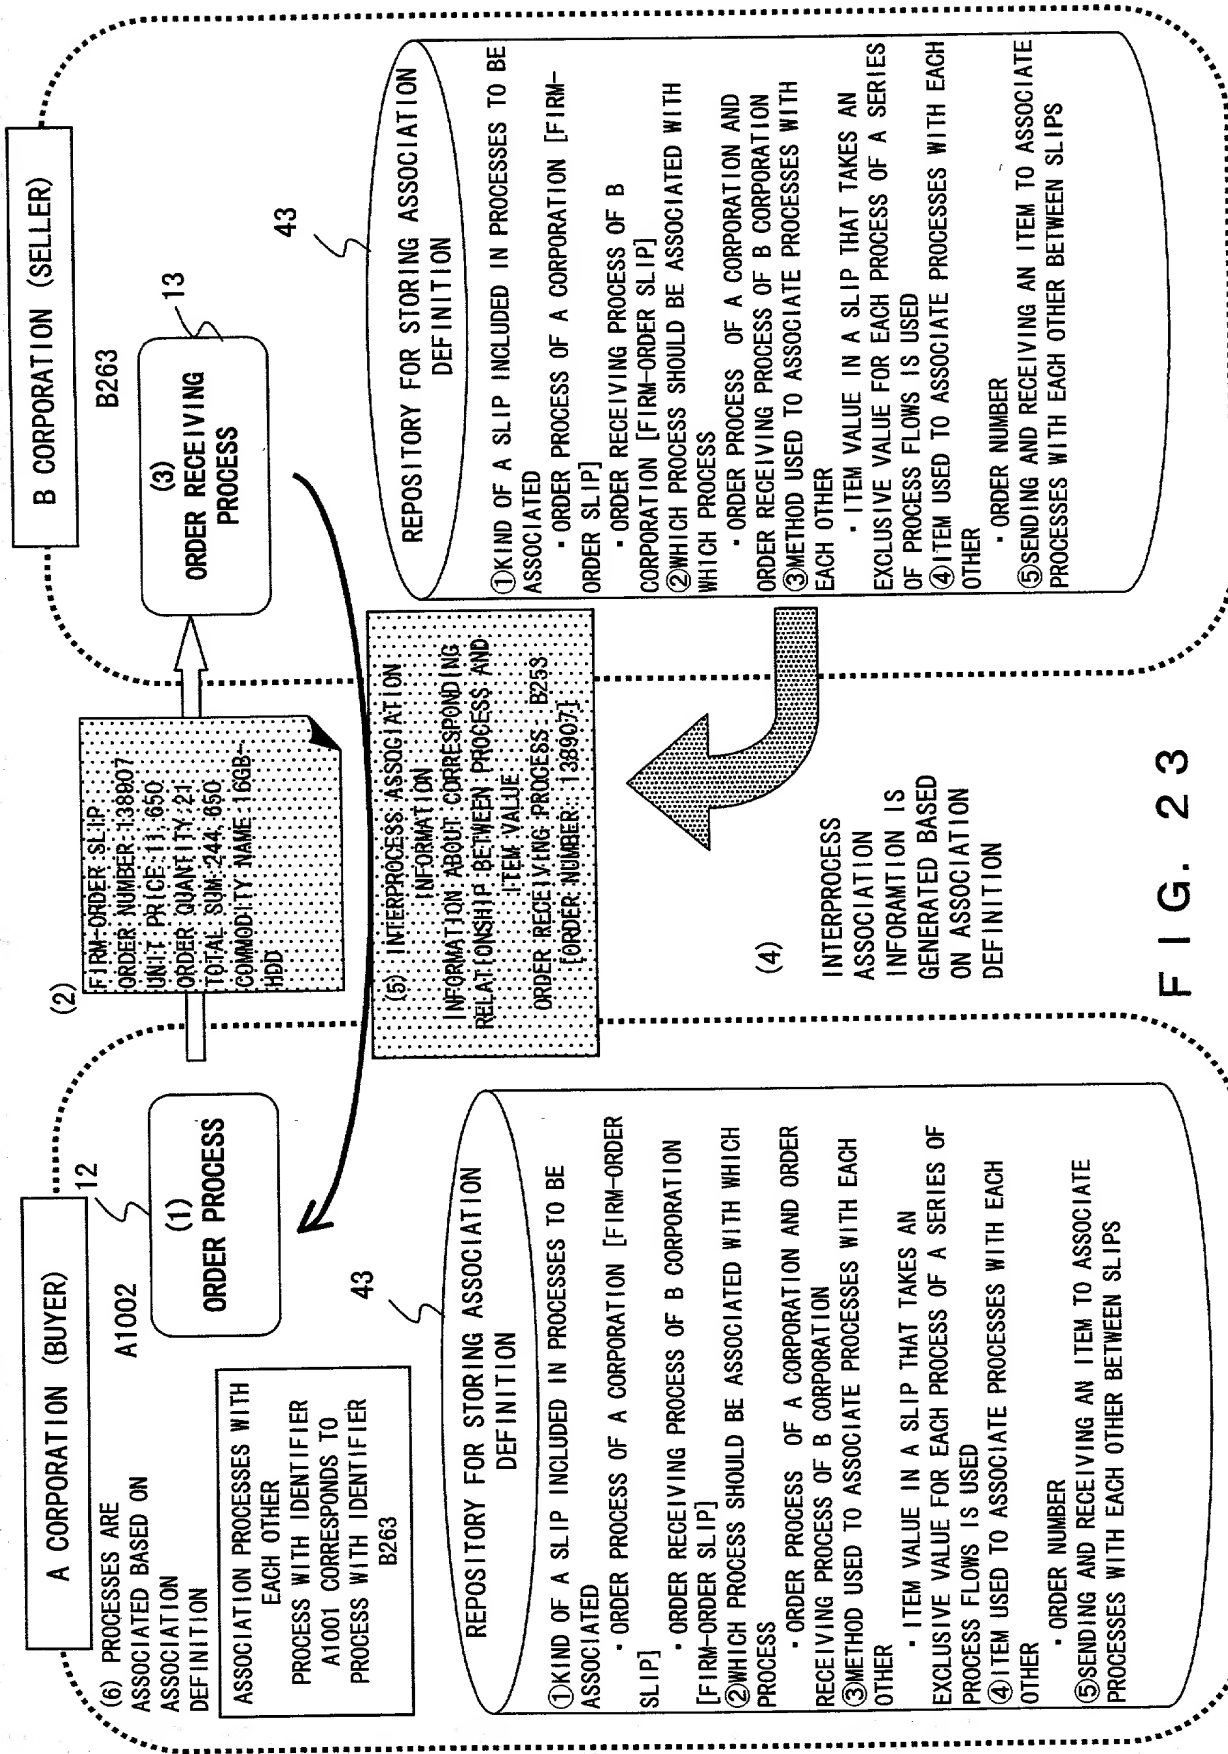 A CORPORATION (BUYER)
B CORPORATION (SELLER)
(6) PROCESSES ARE
ASSOCIATED BASED ON
ASSOCIATION
DEFINITION
A1002
12
(1)
ORDER PROCESS
ASSOCIATION PROCESSES WITH
EACH OTHER
PROCESS WITH IDENTIFIER
A1001 CORRESPONDS TO
PROCESS WITH IDENTIFIER
B263
43
REPOSITORY FOR STORING ASSOCIATION
DEFINITION
①KIND OF A SLIP INCLUDED IN PROCESSES TO BE
ASSOCIATED
・ORDER PROCESS OF A CORPORATION [FIRM-ORDER
SLIP]
・ORDER RECEIVING PROCESS OF B CORPORATION
[FIRM-ORDER SLIP]
②WHICH PROCESS SHOULD BE ASSOCIATED WITH WHICH
PROCESS
・ORDER PROCESS OF A CORPORATION AND ORDER
RECEIVING PROCESS OF B CORPORATION
③METHOD USED TO ASSOCIATE PROCESSES WITH EACH
OTHER
・ITEM VALUE IN A SLIP THAT TAKES AN
EXCLUSIVE VALUE FOR EACH PROCESS OF A SERIES OF
PROCESS FLOWS IS USED
④ITEM USED TO ASSOCIATE PROCESSES WITH EACH
OTHER
・ORDER NUMBER
⑤SENDING AND RECEIVING AN ITEM TO ASSOCIATE
PROCESSES WITH EACH OTHER BETWEEN SLIPS
(2)
FIRM-ORDER SLIP
ORDER NUMBER:138907
UNIT PRICE:11,650
ORDER QUANTITY:21
TOTAL SUM:244,650
COMMODITY NAME:16GB-
HDD
(5) INTERPROCESS ASSOCIATION
INFORMATION
INFORMATION ABOUT CORRESPONDING
RELATIONSHIP BETWEEN PROCESS AND
ITEM VALUE
ORDER RECEIVING PROCESS: B253
[ORDER NUMBER: 138907]
(4)
INTERPROCESS
ASSOCIATION
INFORAMTION IS
GENERATED BASED
ON ASSOCIATION
DEFINITION
B263
13
(3)
ORDER RECEIVING
PROCESS
43
REPOSITORY FOR STORING ASSOCIATION
DEFINITION
①KIND OF A SLIP INCLUDED IN PROCESSES TO BE
ASSOCIATED
・ORDER PROCESS OF A CORPORATION [FIRM-
ORDER SLIP]
・ORDER RECEIVING PROCESS OF B
CORPORATION [FIRM-ORDER SLIP]
②WHICH PROCESS SHOULD BE ASSOCIATED WITH
WHICH PROCESS
・ORDER PROCESS OF A CORPORATION AND
ORDER RECEIVING PROCESS OF B CORPORATION
③METHOD USED TO ASSOCIATE PROCESSES WITH
EACH OTHER
・ITEM VALUE IN A SLIP THAT TAKES AN
EXCLUSIVE VALUE FOR EACH PROCESS OF A SERIES
OF PROCESS FLOWS IS USED
④ITEM USED TO ASSOCIATE PROCESSES WITH EACH
OTHER
・ORDER NUMBER
⑤SENDING AND RECEIVING AN ITEM TO ASSOCIATE
PROCESSES WITH EACH OTHER BETWEEN SLIPS
FIG. 23